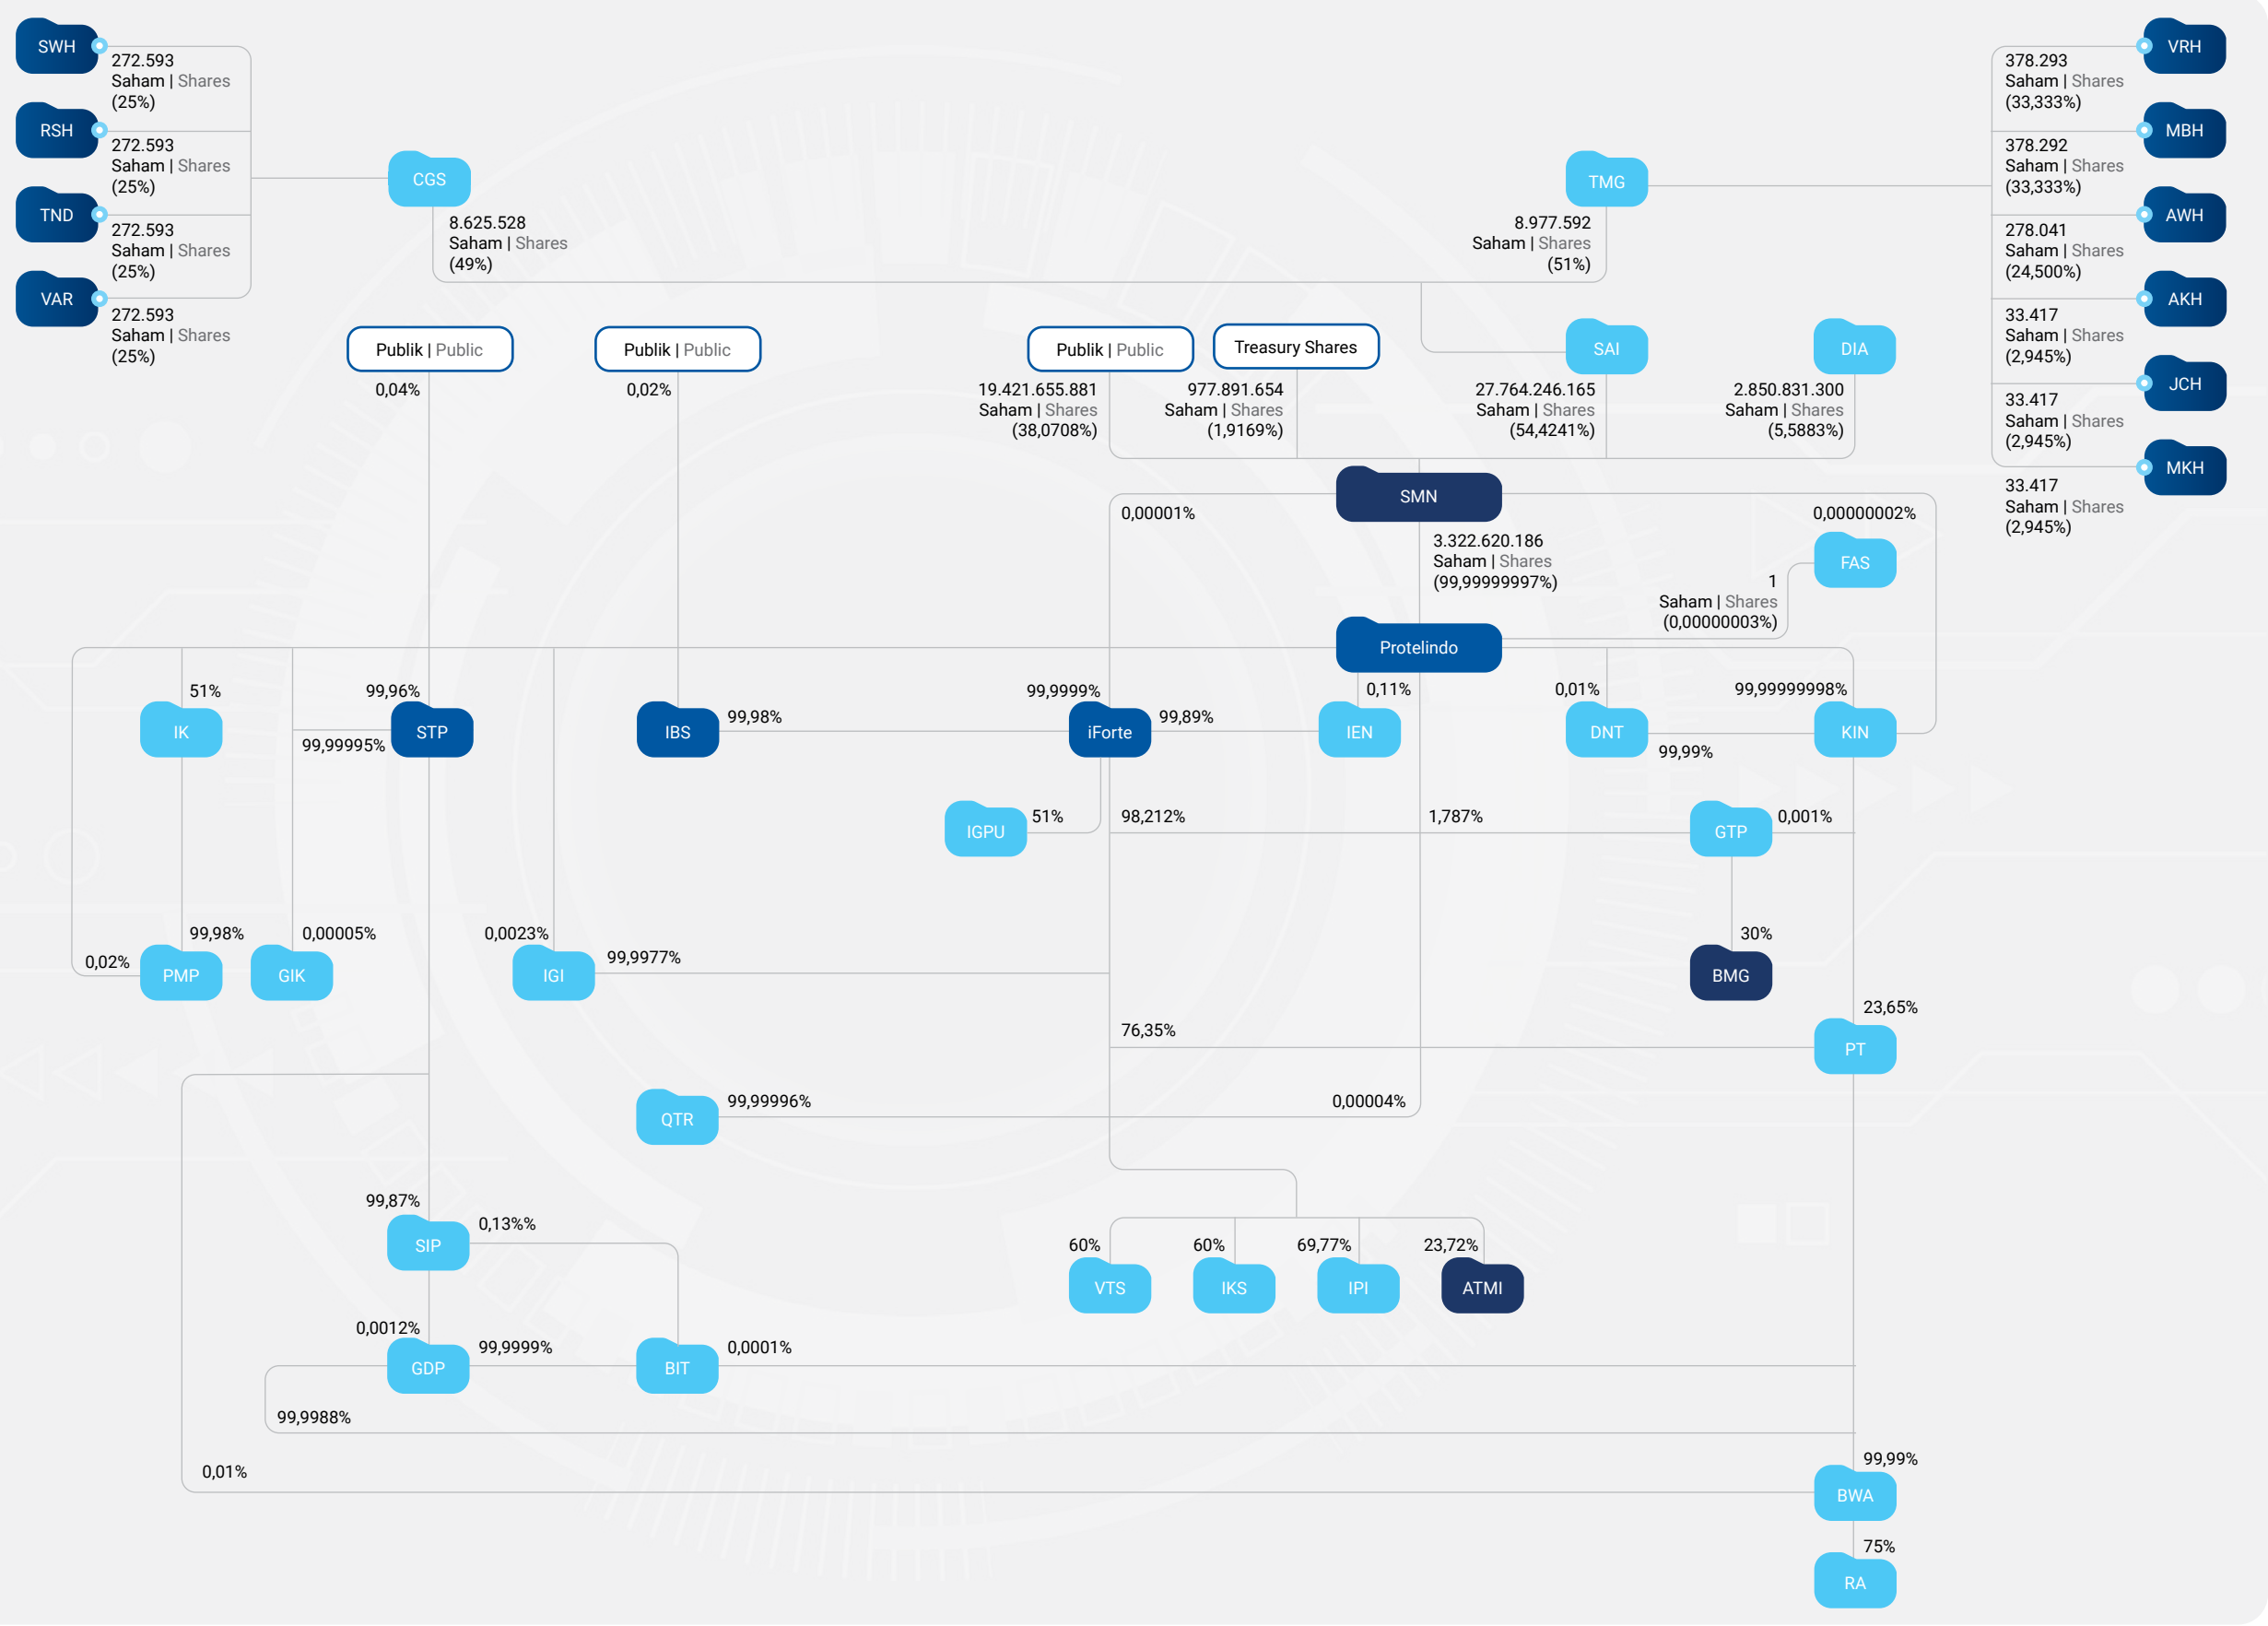 SWH
272.593
Saham | Shares
(25%)
RSH
272.593
Saham | Shares
(25%)
TND
272.593
Saham | Shares
(25%)
VAR
272.593
Saham | Shares
(25%)
CGS
8.625.528
Saham | Shares
(49%)
TMG
8.977.592
Saham | Shares
(51%)
VRH
378.293
Saham | Shares
(33,333%)
MBH
378.292
Saham | Shares
(33,333%)
AWH
278.041
Saham | Shares
(24,500%)
AKH
33.417
Saham | Shares
(2,945%)
JCH
33.417
Saham | Shares
(2,945%)
MKH
33.417
Saham | Shares
(2,945%)
Publik | Public
0,04%
Publik | Public
0,02%
Publik | Public
19.421.655.881
Saham | Shares
(38,0708%)
Treasury Shares
977.891.654
Saham | Shares
(1,9169%)
SAI
27.764.246.165
Saham | Shares
(54,4241%)
DIA
2.850.831.300
Saham | Shares
(5,5883%)
SMN
0,00001%
0,00000002%
3.322.620.186
Saham | Shares
(99,99999997%)
FAS
1
Saham | Shares
(0,00000003%)
Protelindo
51%
IK
99,96%
STP
99,99995%
IBS
99,98%
99,9999%
iForte
99,89%
0,11%
IEN
0,01%
DNT
99,99%
99,99999998%
KIN
IGPU
51%
98,212%
1,787%
GTP
0,001%
0,02%
99,98%
PMP
0,00005%
GIK
0,0023%
IGI
99,9977%
30%
BMG
76,35%
23,65%
PT
QTR
99,99996%
0,00004%
99,87%
SIP
0,13%%
60%
VTS
60%
IKS
69,77%
IPI
23,72%
ATMI
0,0012%
GDP
99,9999%
BIT
0,0001%
99,9988%
0,01%
99,99%
BWA
75%
RA